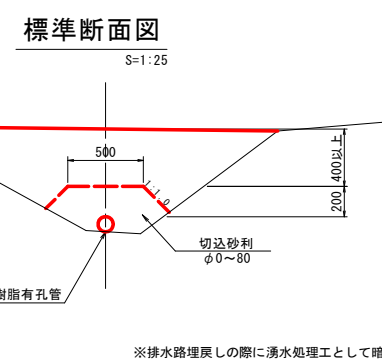 標準断面図
S=1:25
500
1:1.0
400以上
200
切込砂利
φ0～80
樹脂有孔管
※排水路埋戻しの際に湧水処理工として暗